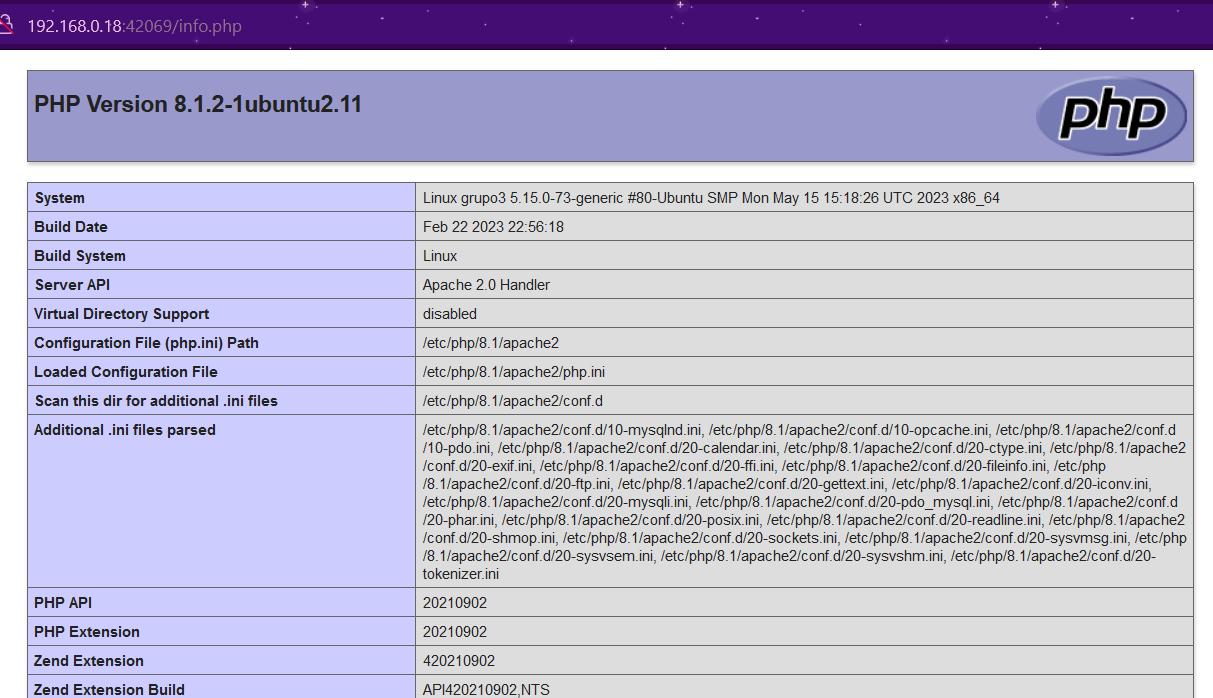 192.168.0.18:42069/info.php
PHP Version 8.1.2-1ubuntu2.11
php
System Linux grupo3 5.15.0-73-generic #80-Ubuntu SMP Mon May 15 15:18:26 UTC 2023 x86_64
Build Date Feb 22 2023 22:56:18
Build System Linux
Server API Apache 2.0 Handler
Virtual Directory Support disabled
Configuration File (php.ini) Path /etc/php/8.1/apache2
Loaded Configuration File /etc/php/8.1/apache2/php.ini
Scan this dir for additional .ini files /etc/php/8.1/apache2/conf.d
Additional .ini files parsed /etc/php/8.1/apache2/conf.d/10-mysqlnd.ini, /etc/php/8.1/apache2/conf.d/10-opcache.ini, /etc/php/8.1/apache2/conf.d
/10-pdo.ini, /etc/php/8.1/apache2/conf.d/20-calendar.ini, /etc/php/8.1/apache2/conf.d/20-ctype.ini, /etc/php/8.1/apache2
/conf.d/20-exif.ini, /etc/php/8.1/apache2/conf.d/20-ffi.ini, /etc/php/8.1/apache2/conf.d/20-fileinfo.ini, /etc/php
/8.1/apache2/conf.d/20-ftp.ini, /etc/php/8.1/apache2/conf.d/20-gettext.ini, /etc/php/8.1/apache2/conf.d/20-iconv.ini,
/etc/php/8.1/apache2/conf.d/20-mysqli.ini, /etc/php/8.1/apache2/conf.d/20-pdo_mysql.ini, /etc/php/8.1/apache2/conf.d
/20-phar.ini, /etc/php/8.1/apache2/conf.d/20-posix.ini, /etc/php/8.1/apache2/conf.d/20-readline.ini, /etc/php/8.1/apache2
/conf.d/20-shmop.ini, /etc/php/8.1/apache2/conf.d/20-sockets.ini, /etc/php/8.1/apache2/conf.d/20-sysvmsg.ini, /etc/php
/8.1/apache2/conf.d/20-sysvsem.ini, /etc/php/8.1/apache2/conf.d/20-sysvshm.ini, /etc/php/8.1/apache2/conf.d/20-
tokenizer.ini
PHP API 20210902
PHP Extension 20210902
Zend Extension 420210902
Zend Extension Build API420210902,NTS